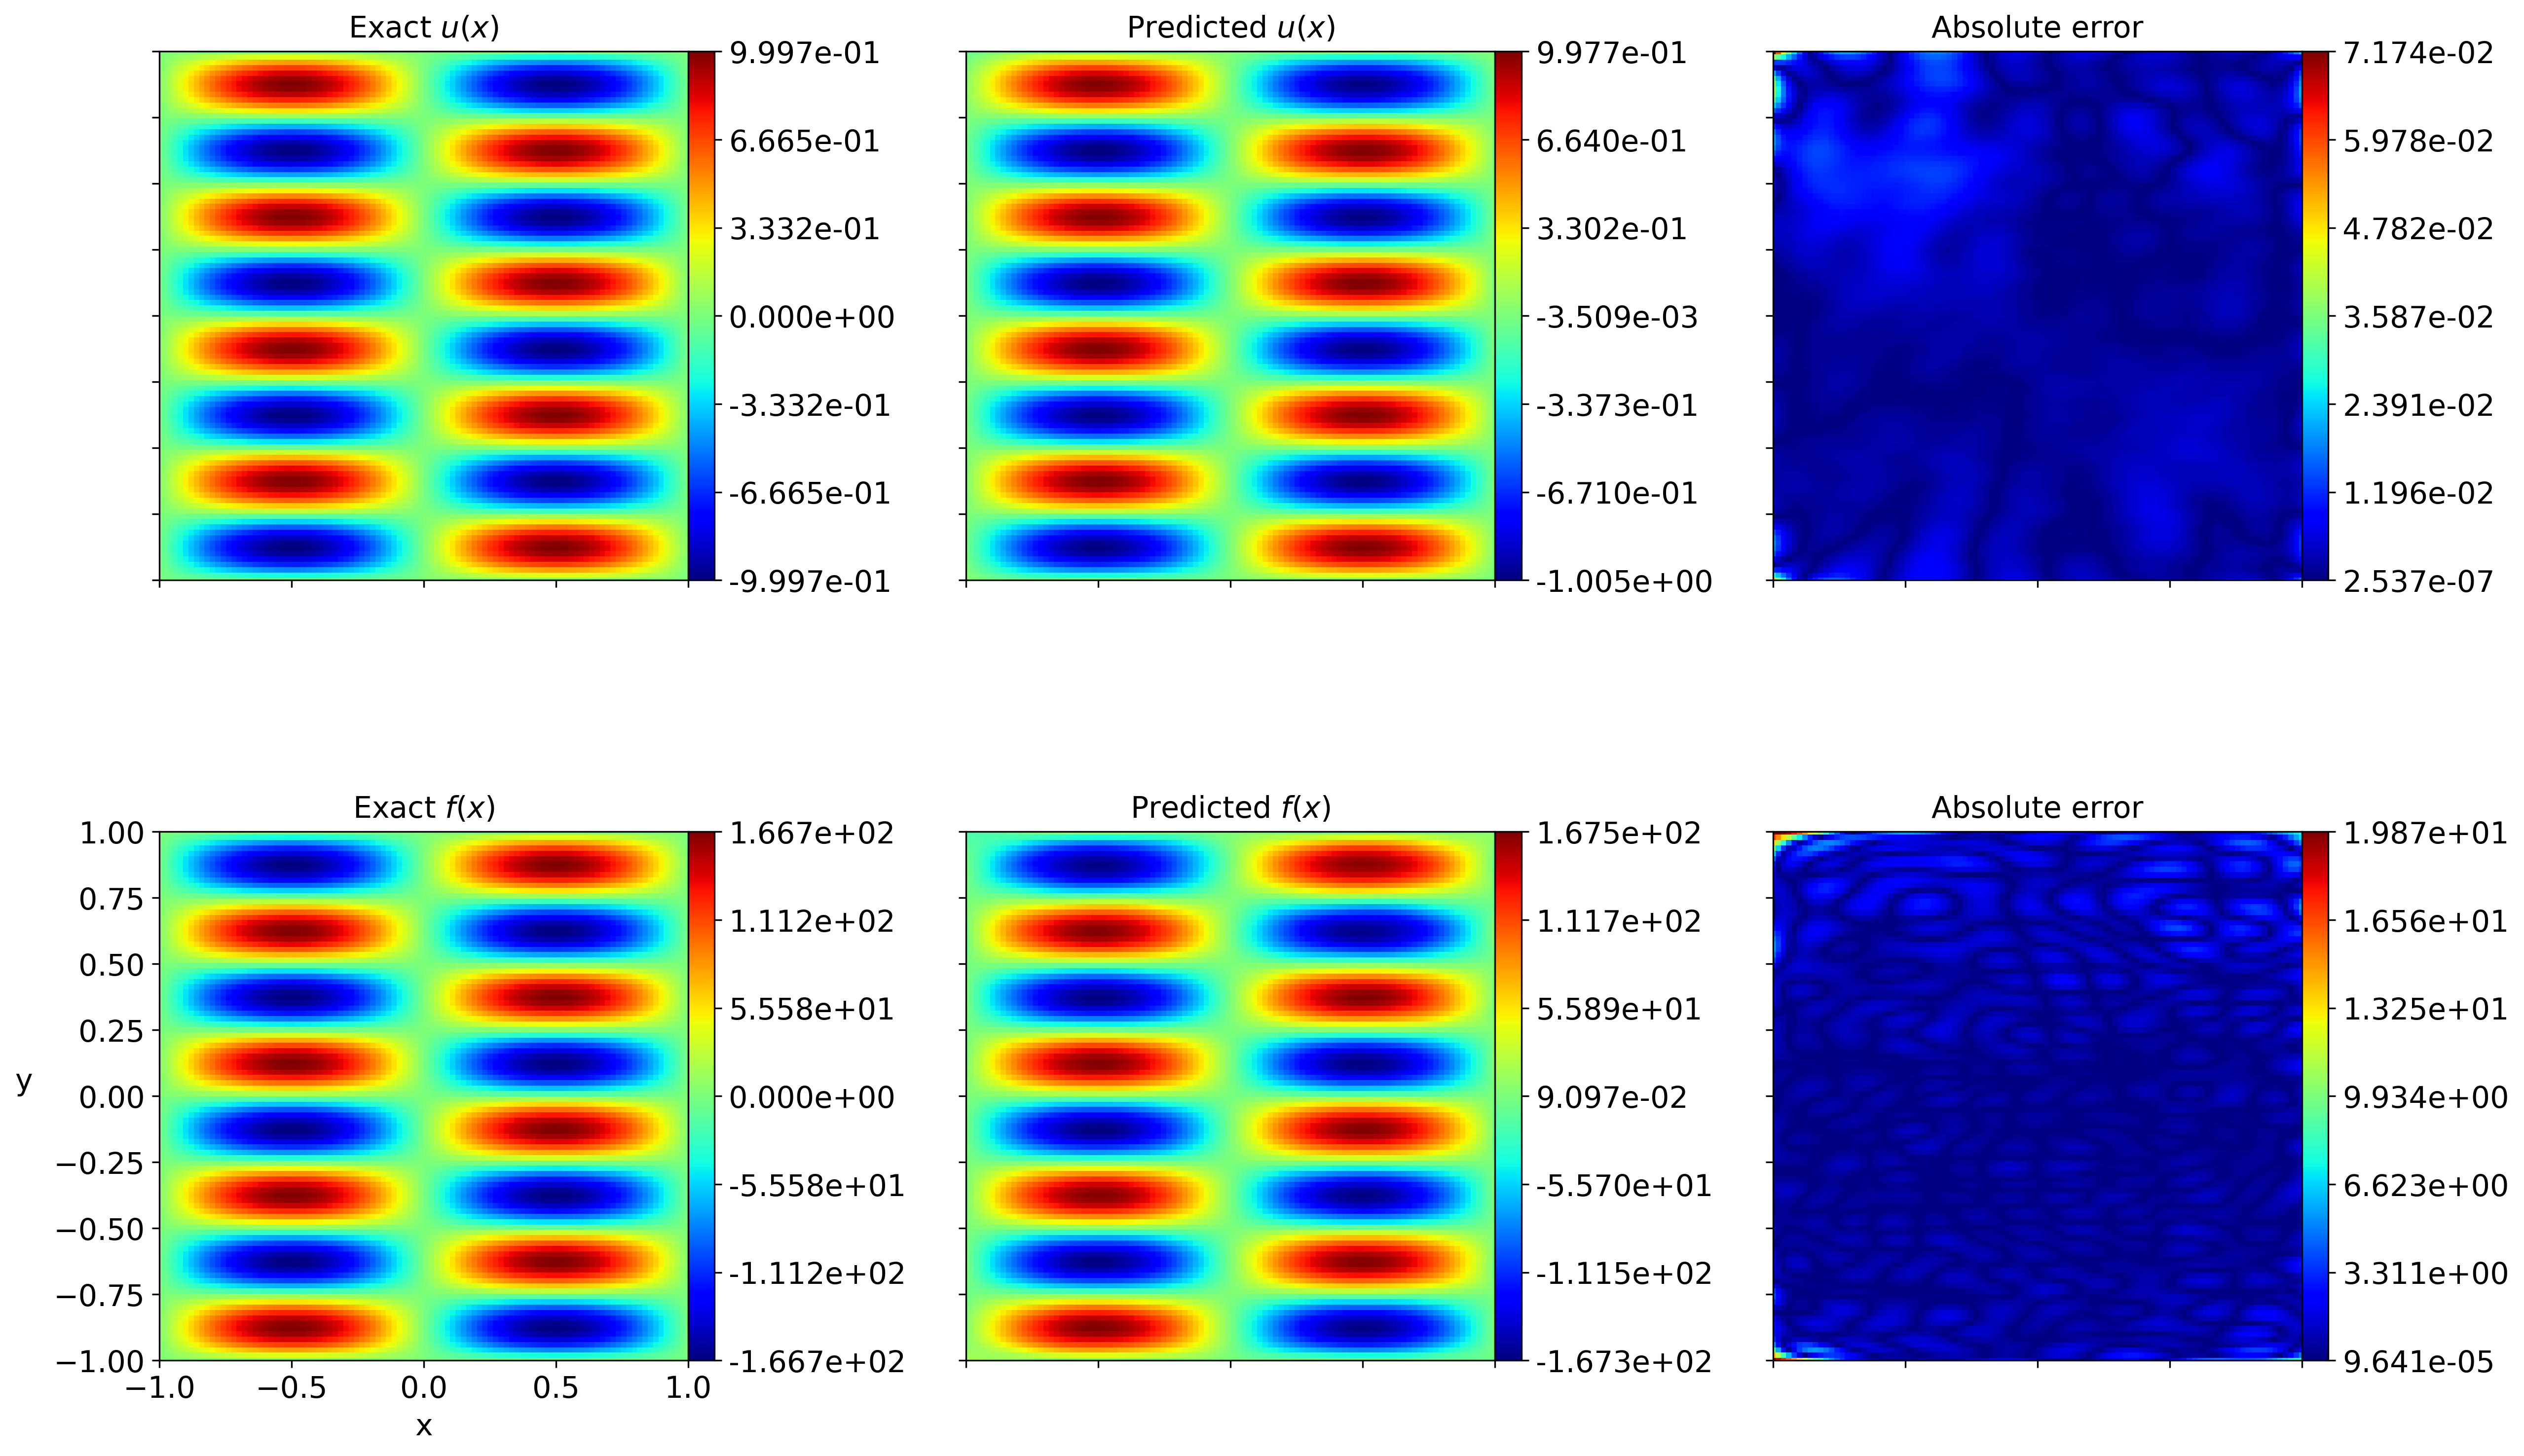 Exact u(x)
9.997e-01
6.665e-01
3.332e-01
0.000e+00
-3.332e-01
-6.665e-01
-9.997e-01
Predicted u(x)
9.977e-01
6.640e-01
3.302e-01
-3.509e-03
-3.373e-01
-6.710e-01
-1.005e+00
Absolute error
7.174e-02
5.978e-02
4.782e-02
3.587e-02
2.391e-02
1.196e-02
2.537e-07
Exact f(x)
y
1.00
0.75
0.50
0.25
0.00
−0.25
−0.50
−0.75
−1.00
−1.0 −0.5 0.0 0.5 1.0
x
1.667e+02
1.112e+02
5.558e+01
0.000e+00
-5.558e+01
-1.112e+02
-1.667e+02
Predicted f(x)
1.675e+02
1.117e+02
5.589e+01
9.097e-02
-5.570e+01
-1.115e+02
-1.673e+02
Absolute error
1.987e+01
1.656e+01
1.325e+01
9.934e+00
6.623e+00
3.311e+00
9.641e-05